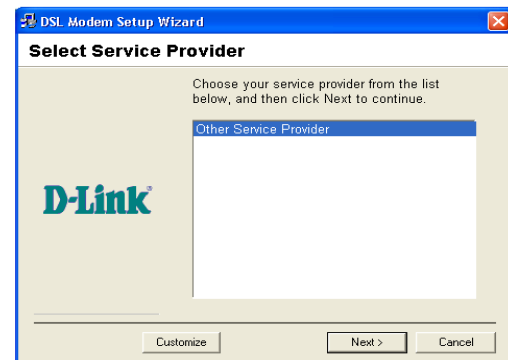 DSL Modem Setup Wizard
Select Service Provider
Choose your service provider from the list
below, and then click Next to continue.
Other Service Provider
D-Link®
Customize
Next >
Cancel